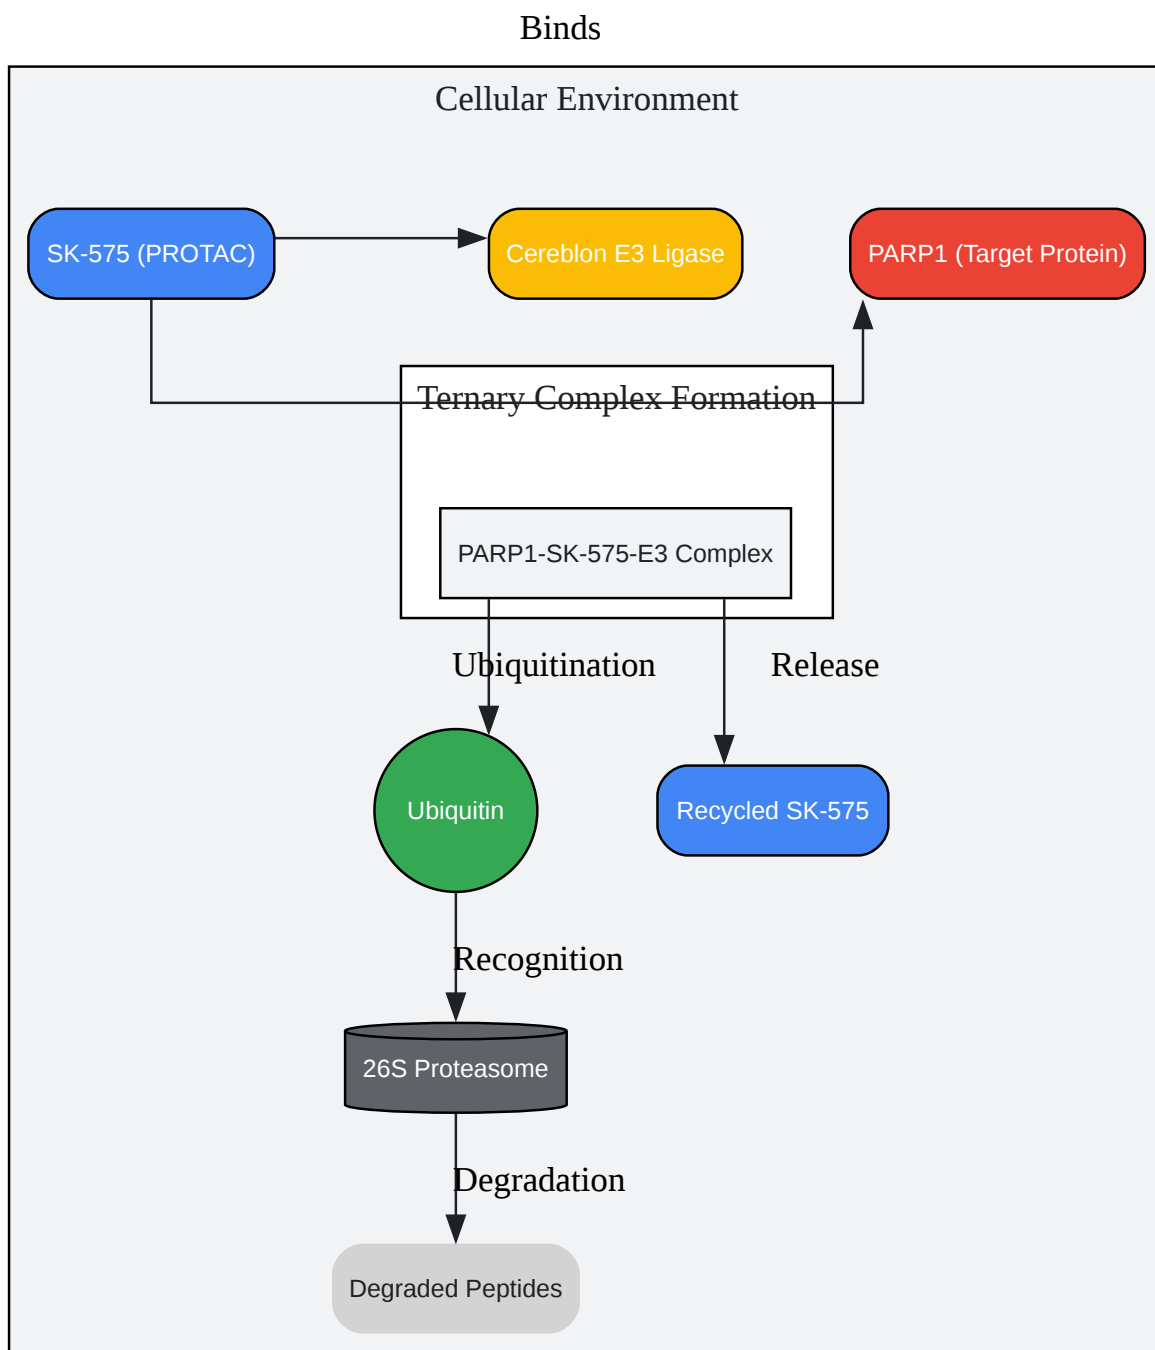 Binds
Cellular Environment
SK-575 (PROTAC)
Cereblon E3 Ligase
PARP1 (Target Protein)
Ternary Complex Formation
PARP1-SK-575-E3 Complex
Ubiquitination
Release
Ubiquitin
Recycled SK-575
Recognition
26S Proteasome
Degradation
Degraded Peptides